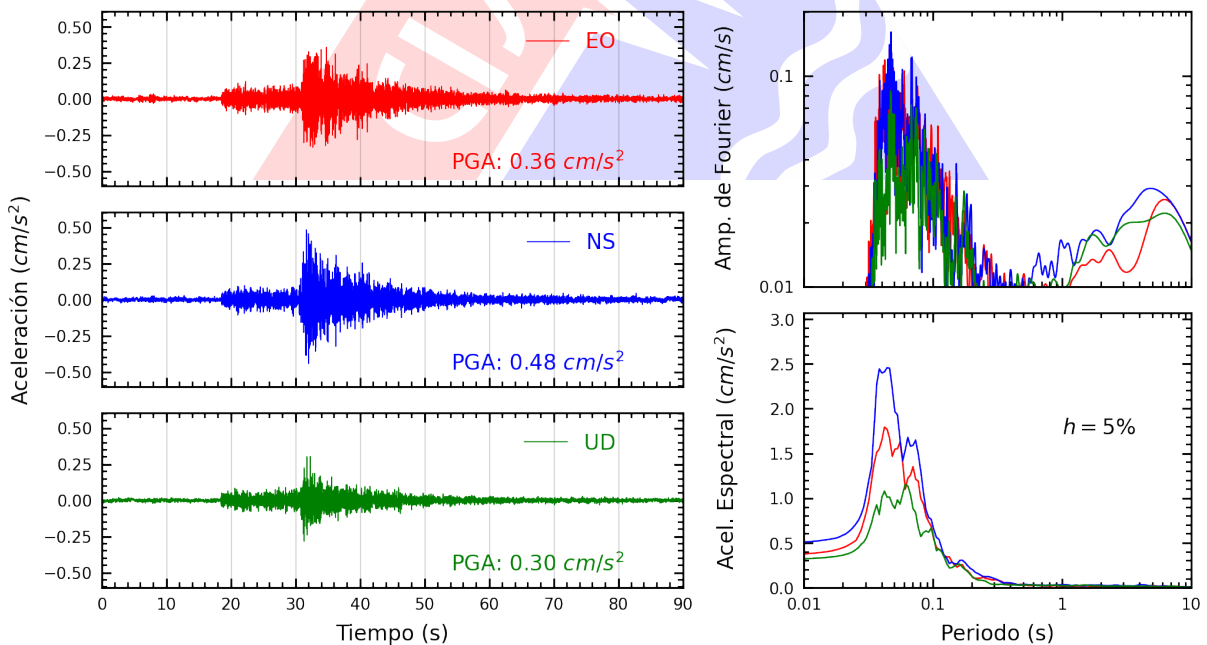 Aceleración (cm/s²)
0.50
0.25
0.00
−0.25
−0.50
EO
PGA: 0.36 cm/s²
0.50
0.25
0.00
−0.25
−0.50
NS
PGA: 0.48 cm/s²
0.50
0.25
0.00
−0.25
−0.50
UD
PGA: 0.30 cm/s²
0 10 20 30 40 50 60 70 80 90
Tiempo (s)
Amp. de Fourier (cm/s)
0.1
0.01
Acel. Espectral (cm/s²)
3.0
2.5
2.0
1.5
1.0
0.5
0.0
h = 5%
0.01 0.1 1 10
Periodo (s)